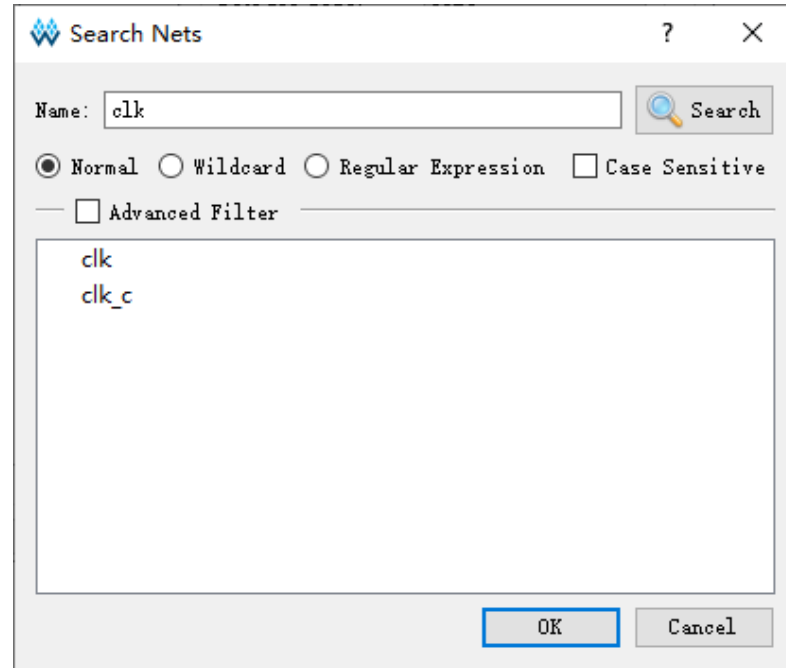 Search Nets ? ×
Name: clk Search
Normal Wildcard Regular Expression Case Sensitive
Advanced Filter
clk
clk_c
OK Cancel